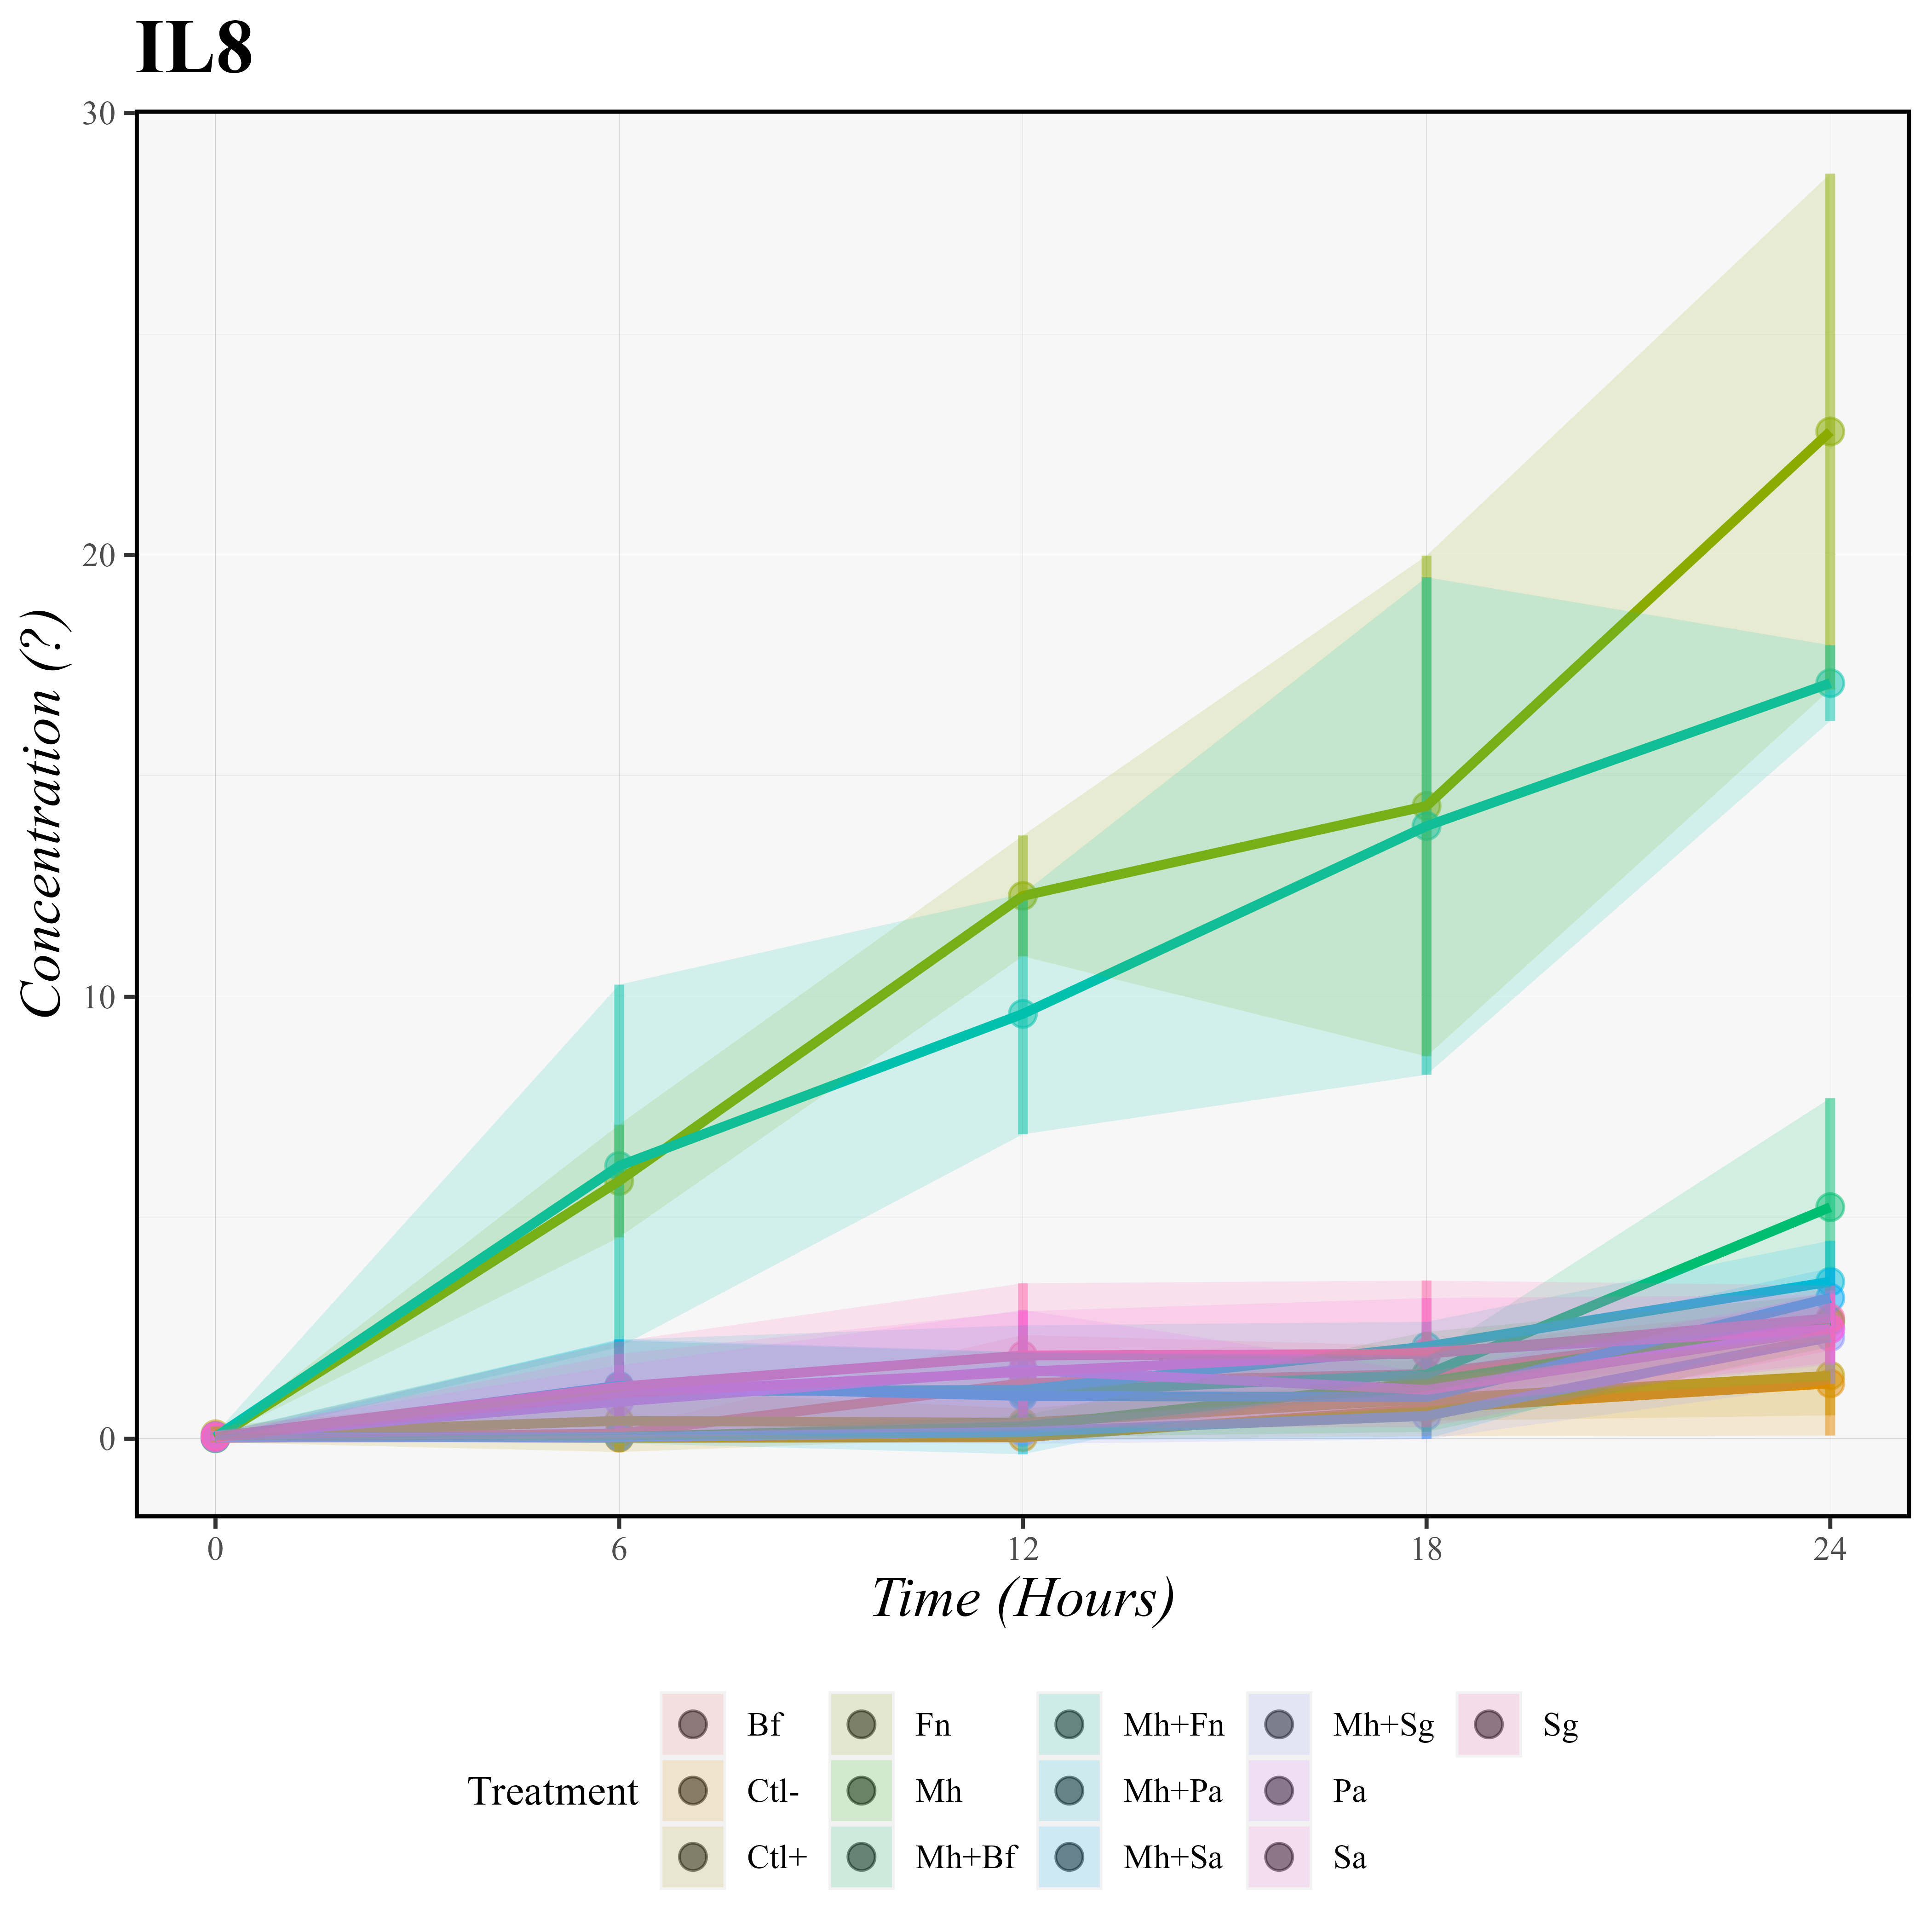 IL8
30
20
10
0
Concentration (?)
0 6 12 18 24
Time (Hours)
Treatment
Bf Fn Mh+Fn Mh+Sg Sg
Ctl- Mh Mh+Pa Pa
Ctl+ Mh+Bf Mh+Sa Sa